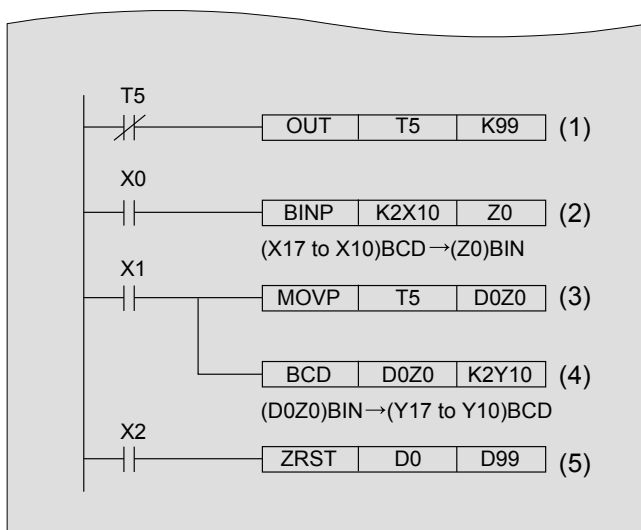 T5
OUT T5 K99 (1)
X0
BINP K2X10 Z0 (2)
(X17 to X10)BCD→(Z0)BIN
X1
MOVP T5 D0Z0 (3)
BCD D0Z0 K2Y10 (4)
(D0Z0)BIN→(Y17 to Y10)BCD
X2
ZRST D0 D99 (5)